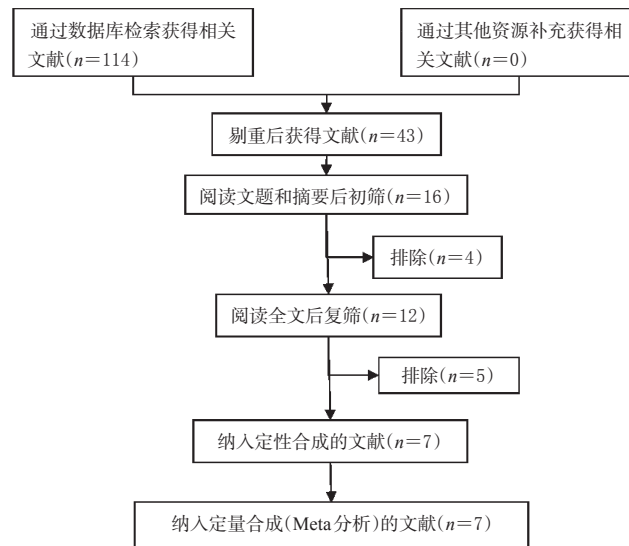 通过数据库检索获得相关
文献(n=114)
通过其他资源补充获得相
关文献(n=0)
剔重后获得文献(n=43)
阅读文题和摘要后初筛(n=16)
排除(n=4)
阅读全文后复筛(n=12)
排除(n=5)
纳入定性合成的文献(n=7)
纳入定量合成(Meta分析)的文献(n=7)